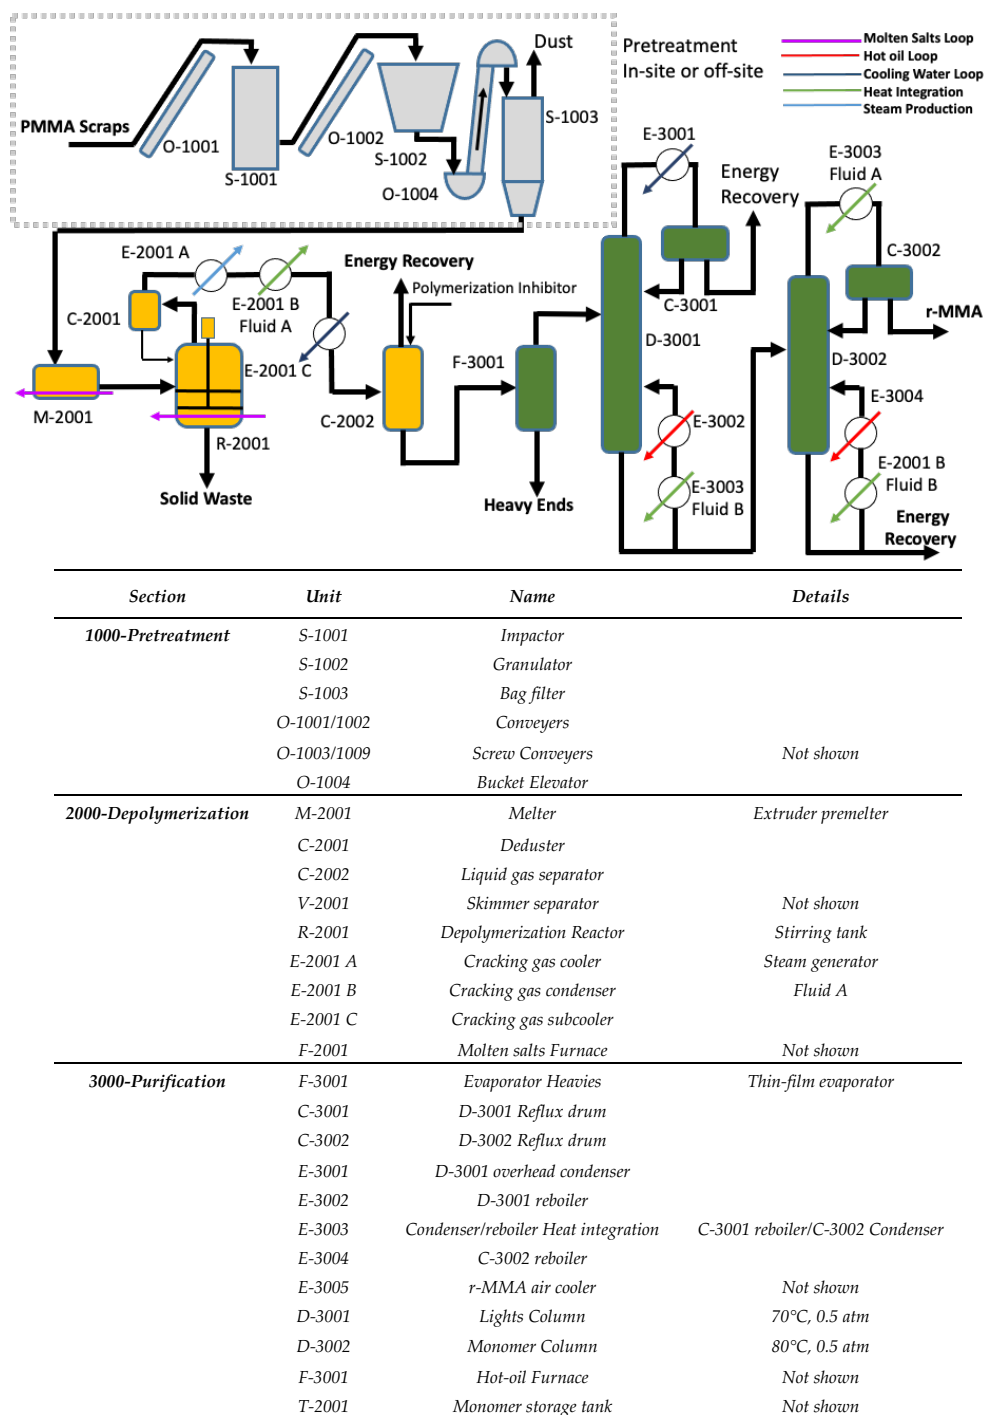 Dust
Pretreatment
In-site or off-site
Molten Salts Loop
Hot oil Loop
Cooling Water Loop
Heat Integration
Steam Production
PMMA Scraps
O-1001
S-1001
O-1002
S-1002
O-1004
S-1003
E-3001
Energy
Recovery
E-3003
Fluid A
C-3002
E-2001 A
C-2001
E-2001 B
Fluid A
Energy Recovery
Polymerization Inhibitor
C-3001
r-MMA
D-3001
D-3002
F-3001
E-2001 C
M-2001
R-2001
C-2002
E-3002
E-3004
E-2001 B
Fluid B
E-3003
Fluid B
Solid Waste
Heavy Ends
Energy
Recovery
Section Unit Name Details
1000-Pretreatment S-1001 Impactor
S-1002 Granulator
S-1003 Bag filter
O-1001/1002 Conveyers
O-1003/1009 Screw Conveyers Not shown
O-1004 Bucket Elevator
2000-Depolymerization M-2001 Melter Extruder premelter
C-2001 Deduster
C-2002 Liquid gas separator
V-2001 Skimmer separator Not shown
R-2001 Depolymerization Reactor Stirring tank
E-2001 A Cracking gas cooler Steam generator
E-2001 B Cracking gas condenser Fluid A
E-2001 C Cracking gas subcooler
F-2001 Molten salts Furnace Not shown
3000-Purification F-3001 Evaporator Heavies Thin-film evaporator
C-3001 D-3001 Reflux drum
C-3002 D-3002 Reflux drum
E-3001 D-3001 overhead condenser
E-3002 D-3001 reboiler
E-3003 Condenser/reboiler Heat integration C-3001 reboiler/C-3002 Condenser
E-3004 C-3002 reboiler
E-3005 r-MMA air cooler Not shown
D-3001 Lights Column 70°C, 0.5 atm
D-3002 Monomer Column 80°C, 0.5 atm
F-3001 Hot-oil Furnace Not shown
T-2001 Monomer storage tank Not shown